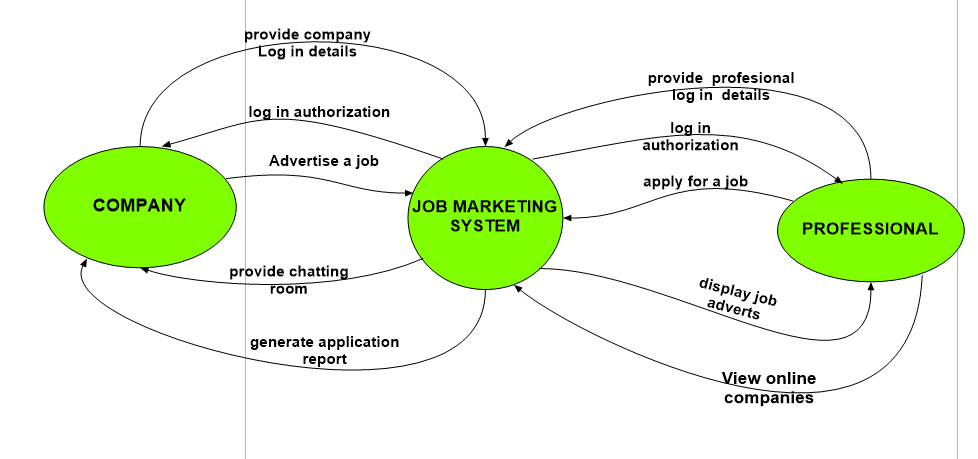 provide company
Log in details
log in authorization
Advertise a job
COMPANY
provide chatting
room
generate application
report
JOB MARKETING
SYSTEM
provide profesional
log in details
log in
authorization
apply for a job
PROFESSIONAL
display job
adverts
View online
companies